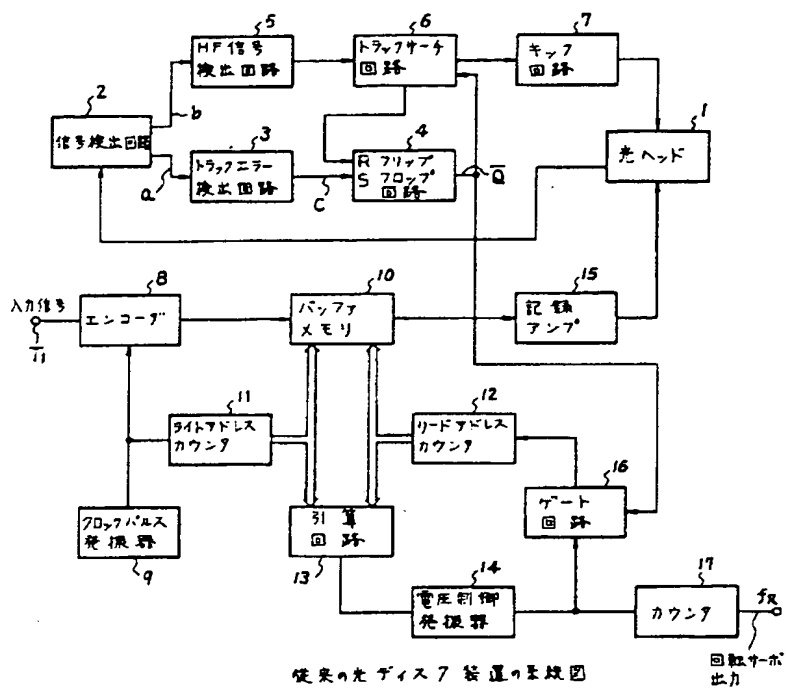 5
HF信号
検出回路
6
トラックサーチ
回路
7
キック
回路
2
信号検出回路
b
a
3
トラックエラー
検出回路
C
4
R フリップ
S フロップ
回路
Q
1
光ヘッド
入力信号
T1
8
エンコーダ
10
バッファ
メモリ
15
記録
アンプ
11
ライトアドレス
カウンタ
12
リードアドレス
カウンタ
16
ゲート
回路
クロックパルス
発振器
9
引算
回路
13
14
電圧制御
発振器
17
カウンタ
fR
回転サーボ
出力
従来の光ディスク装置の系統図